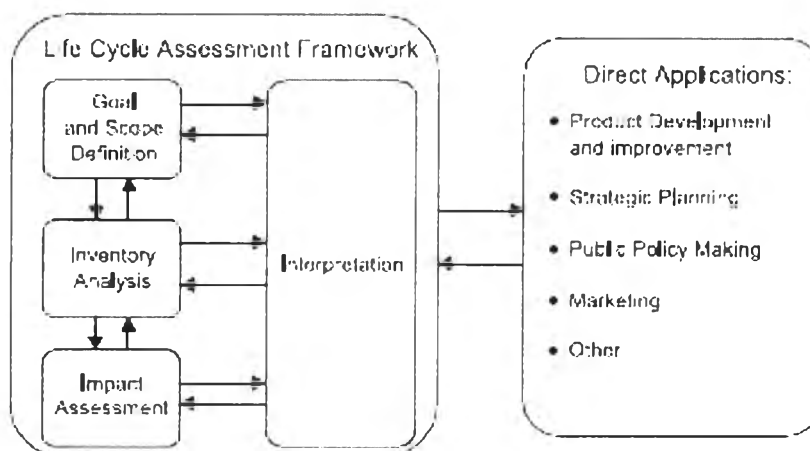 Life Cycle Assessment Framework
Goal
and Scope
Definition
Inventory
Analysis
Impact
Assessment
Interpretation
Direct Applications:
• Product Development
and improvement
• Strategic Planning
• Public Policy Making
• Marketing
• Other